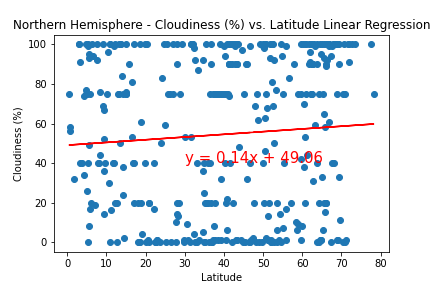 Northern Hemisphere - Cloudiness (%) vs. Latitude Linear Regression
100
80
60
40
20
0
Cloudiness (%)
y = 0.14x + 49.06
0 10 20 30 40 50 60 70 80
Latitude